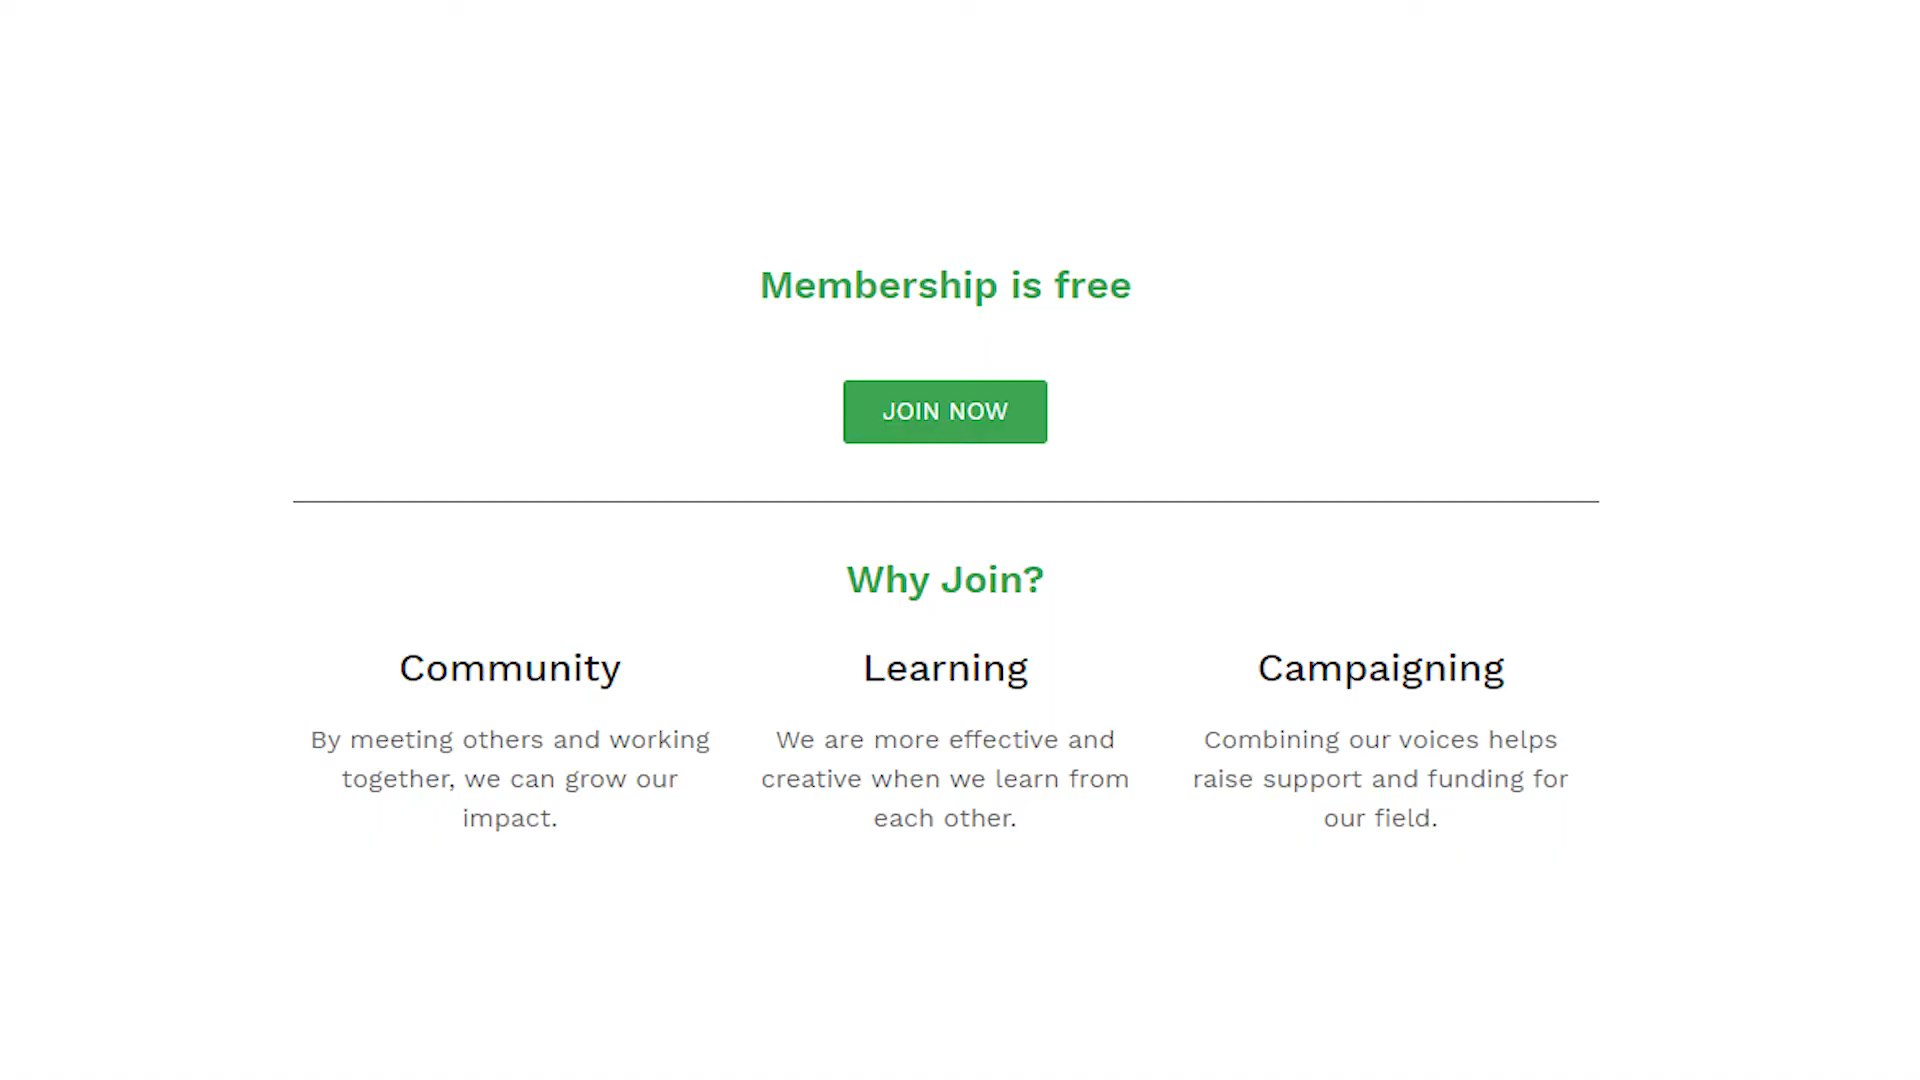 Membership is free
JOIN NOW
Why Join?
Community
By meeting others and working
together, we can grow our
impact.
Learning
We are more effective and
creative when we learn from
each other.
Campaigning
Combining our voices helps
raise support and funding for
our field.